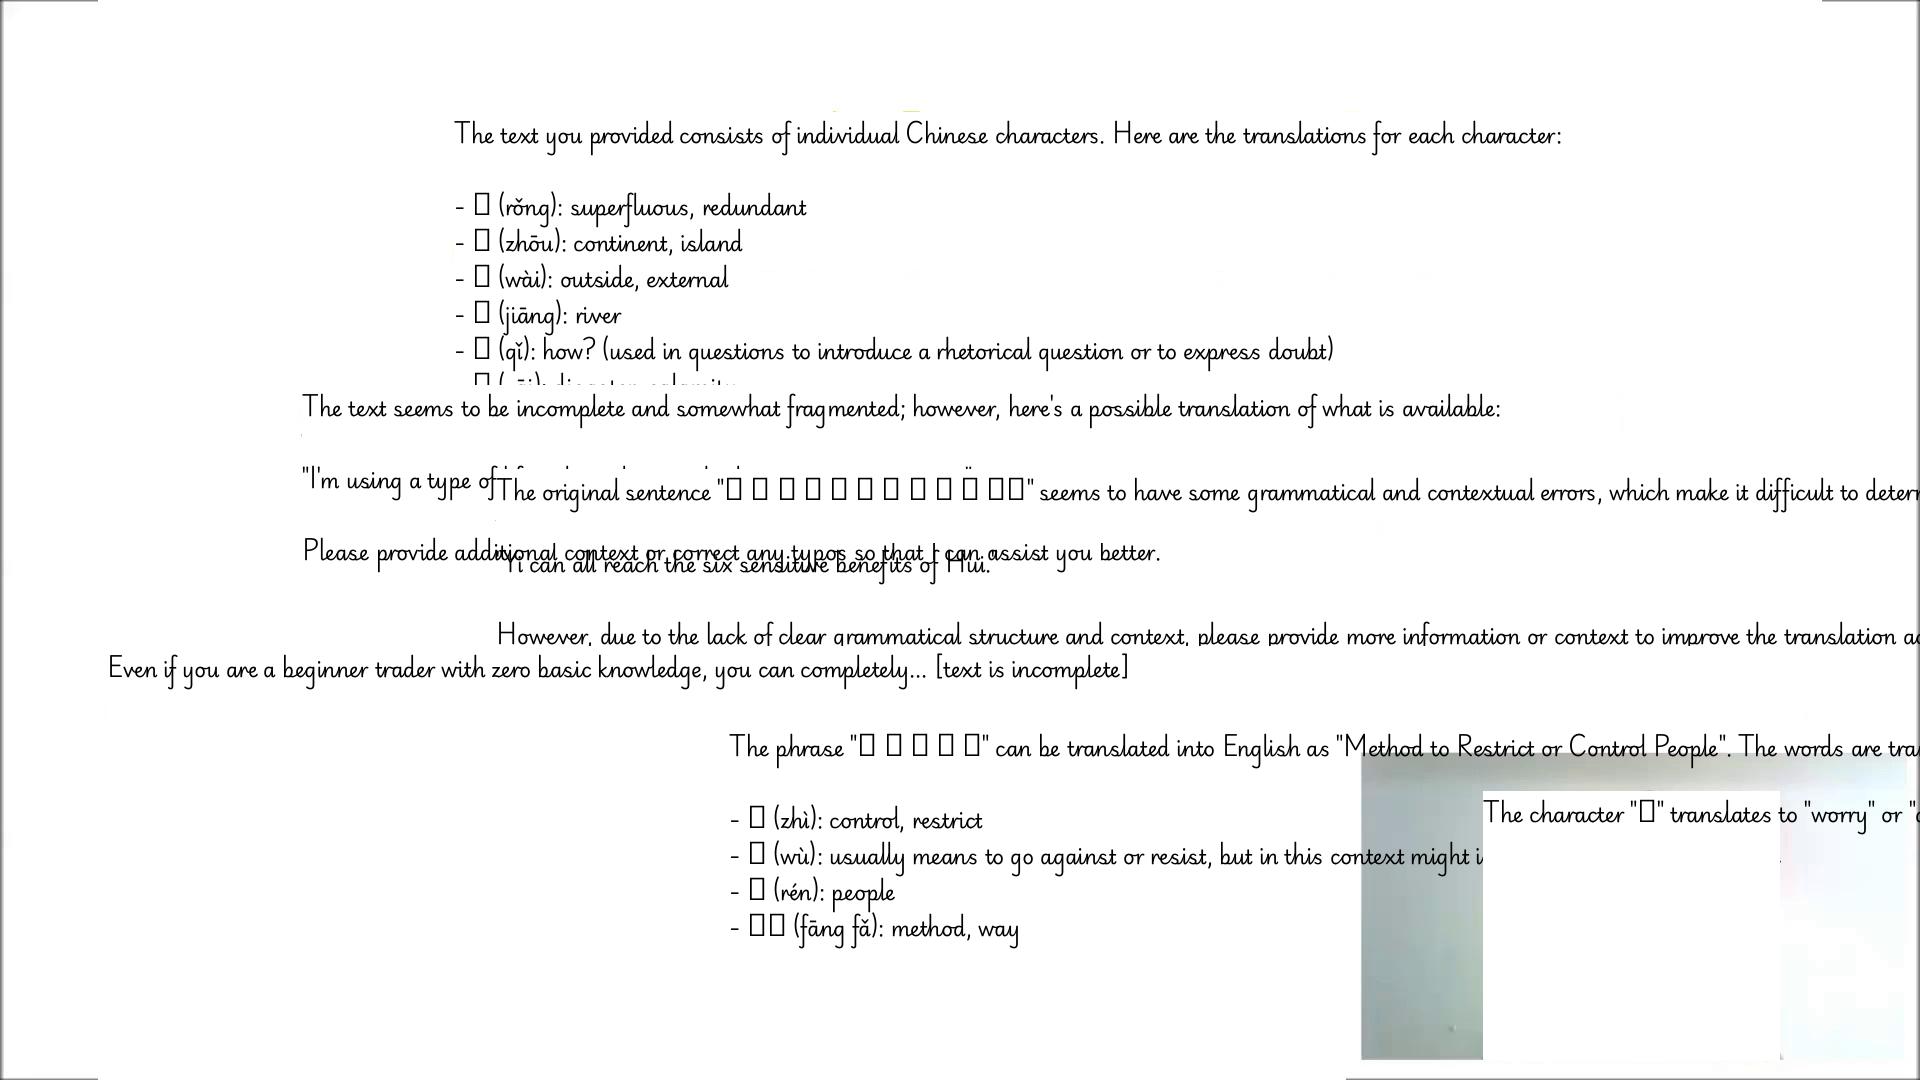 The text you provided consists of individual Chinese characters. Here are the translations for each character:
- □ (rǒng): superfluous, redundant
- □ (zhōu): continent, island
- □ (wài): outside, external
- □ (jiāng): river
- □ (qǐ): how? (used in questions to introduce a rhetorical question or to express doubt)
The text seems to be incomplete and somewhat fragmented; however, here's a possible translation of what is available:
"I'm using a type of
The original sentence "□ □ □ □ □ □ □ □ □ □ □□" seems to have some grammatical and contextual errors, which make it difficult to
Please provide additional context or correct any typos so that I can assist you better.
"Yi can all reach the six sensitive benefits of Hui."
However, due to the lack of clear grammatical structure and context, please provide more information or context to improve the translation
Even if you are a beginner trader with zero basic knowledge, you can completely... [text is incomplete]
The phrase "□ □ □ □ □" can be translated into English as "Method to Restrict or Control People". The words are
The character "□" translates to "worry" or
- □ (zhì): control, restrict
- □ (wù): usually means to go against or resist, but in this context might
- □ (rén): people
- □□ (fāng fǎ): method, way